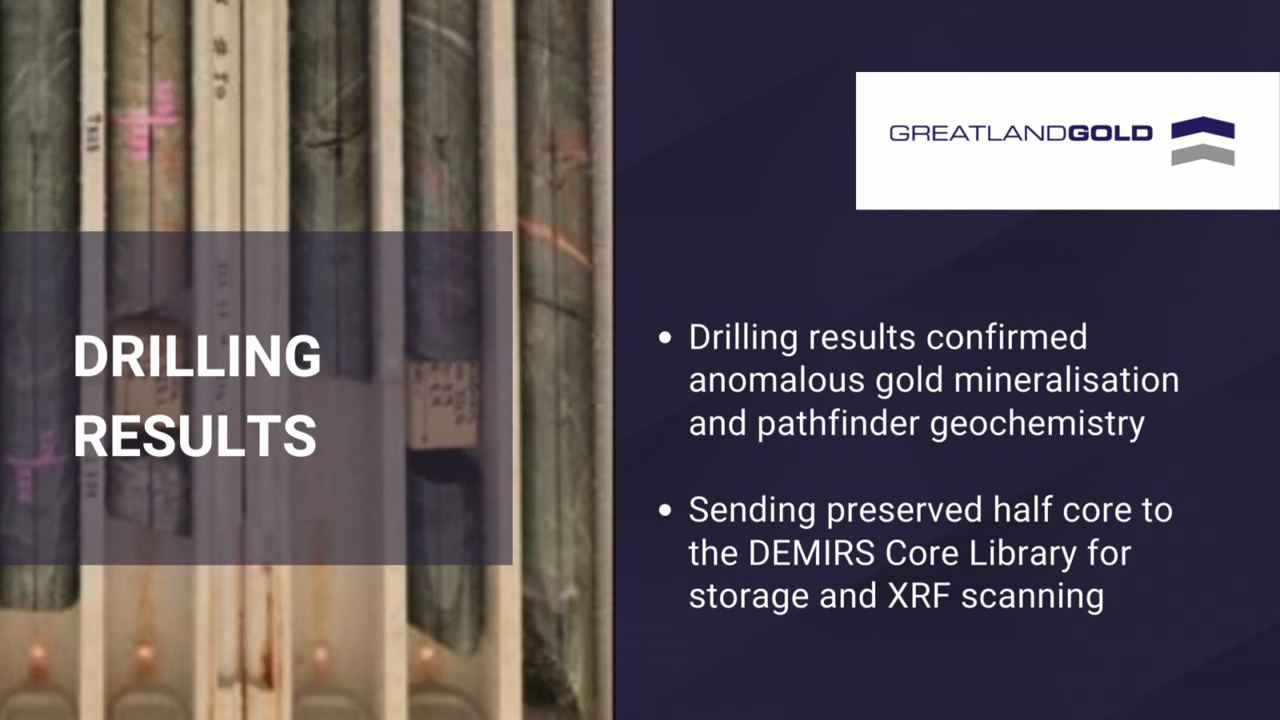 GREATLANDGOLD
DRILLING
RESULTS
• Drilling results confirmed
anomalous gold mineralisation
and pathfinder geochemistry
• Sending preserved half core to
the DEMIRS Core Library for
storage and XRF scanning